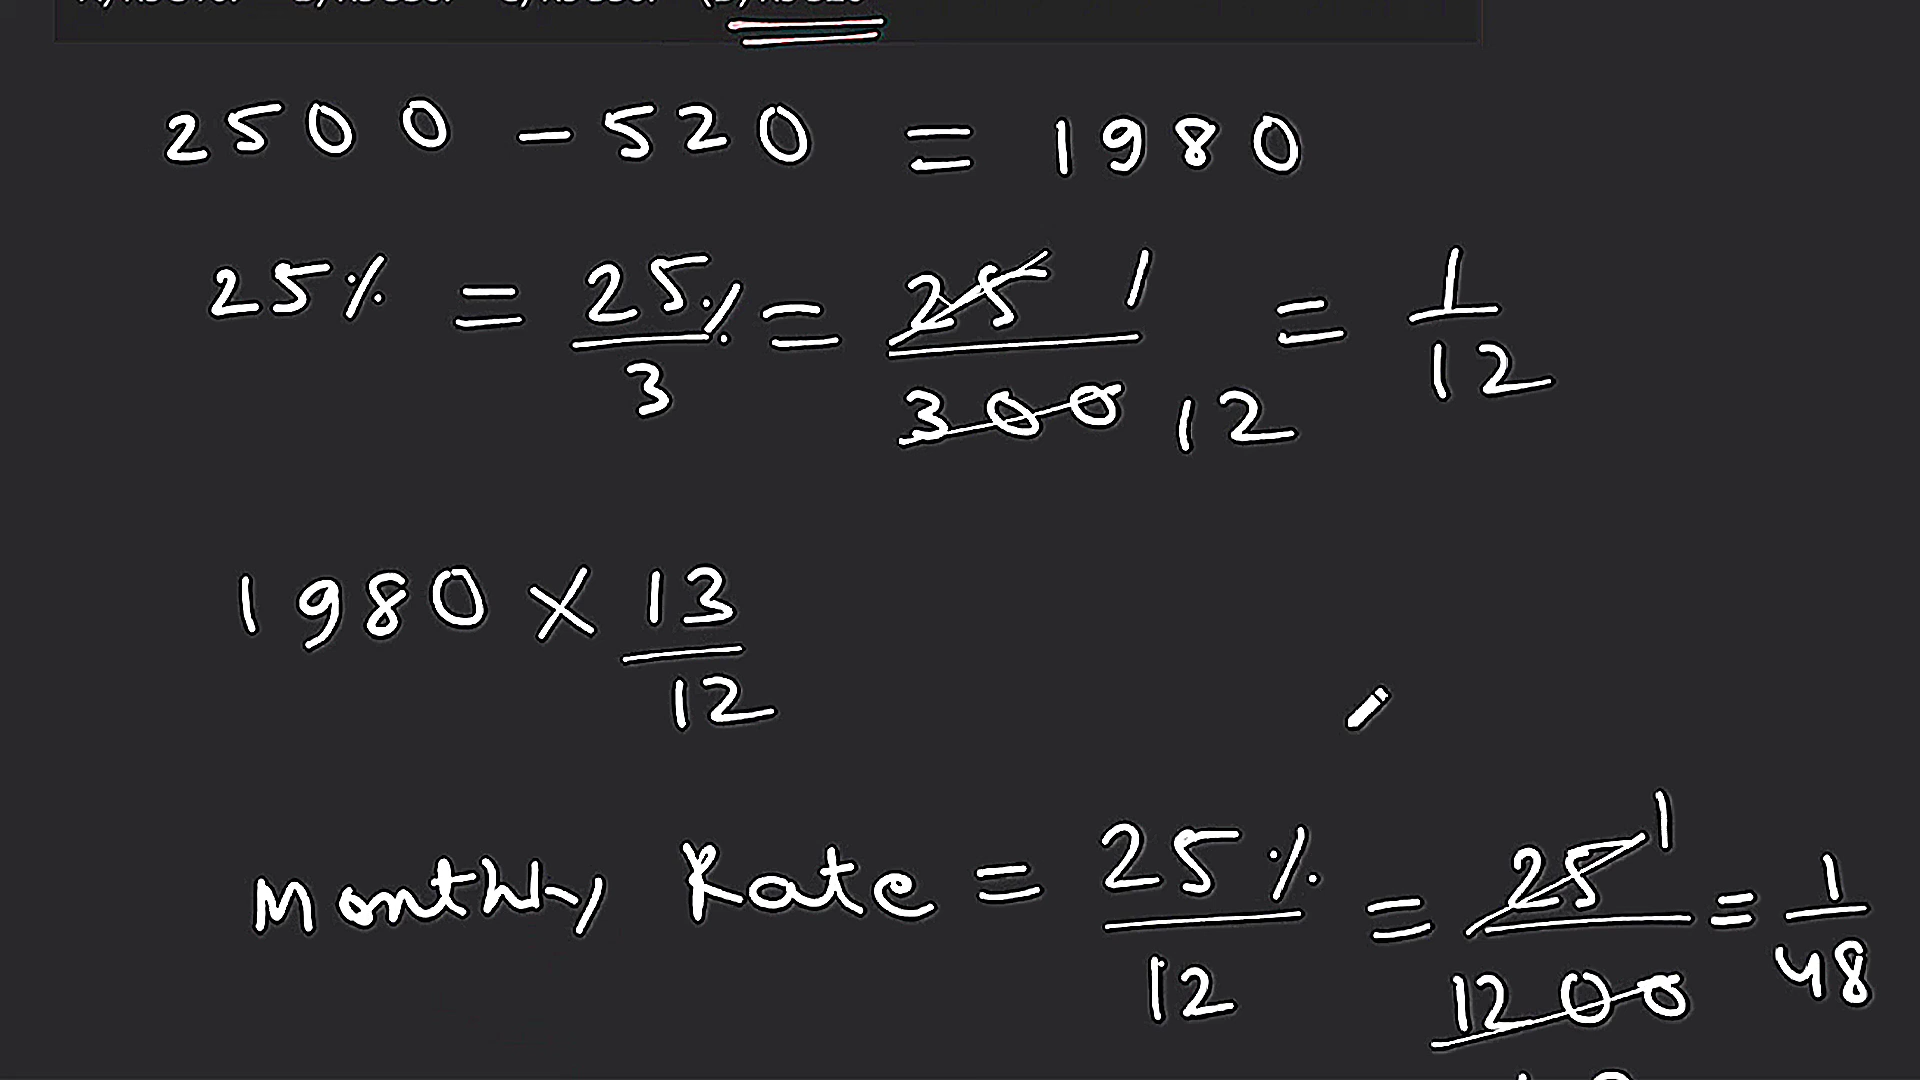 2500 - 520 = 1980
25% = 25%/3 = 25 1/300 12 = 1/12
1980 × 13/12
Monthly Rate = 25%/12 = 25 1/1200 = 1/48